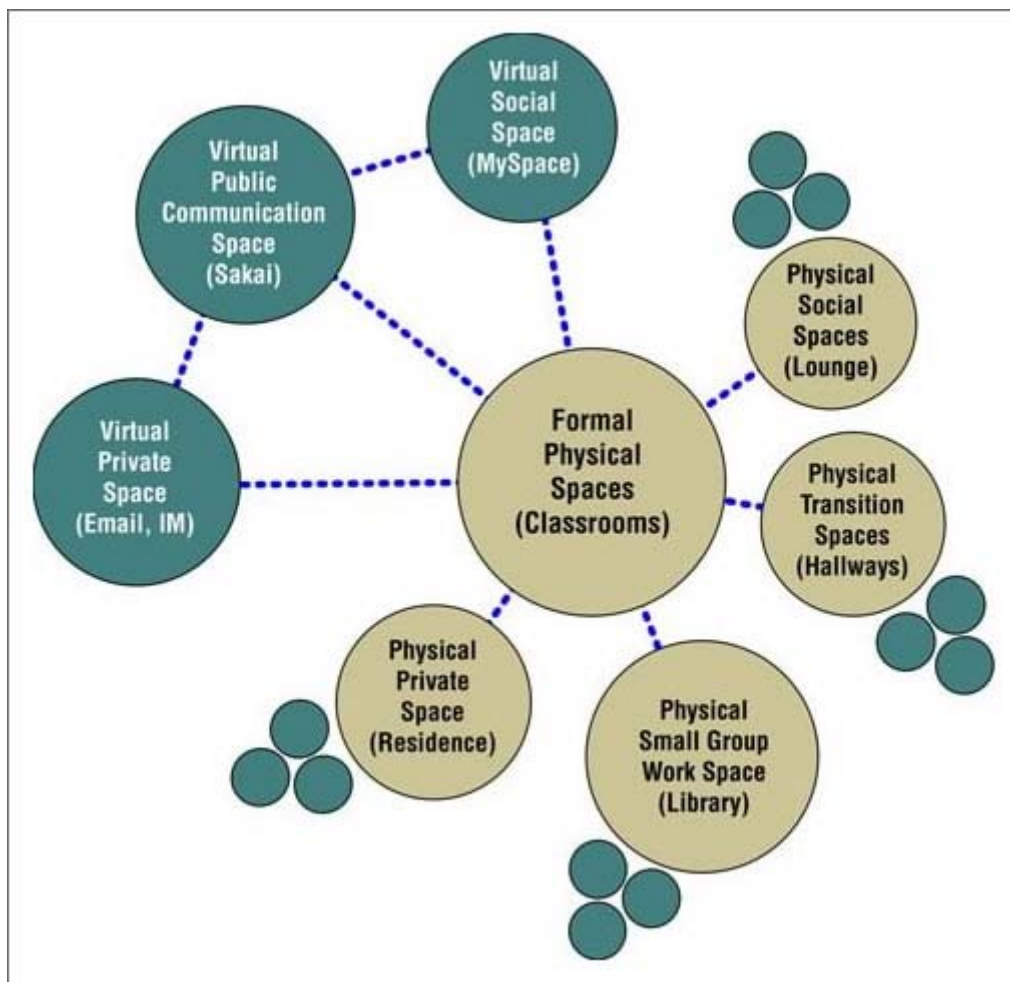 Virtual
Social
Space
(MySpace)
Virtual
Public
Communication
Space
(Sakai)
Physical
Social
Spaces
(Lounge)
Formal
Physical
Spaces
(Classrooms)
Virtual
Private
Space
(Email, IM)
Physical
Transition
Spaces
(Hallways)
Physical
Private
Space
(Residence)
Physical
Small Group
Work Space
(Library)